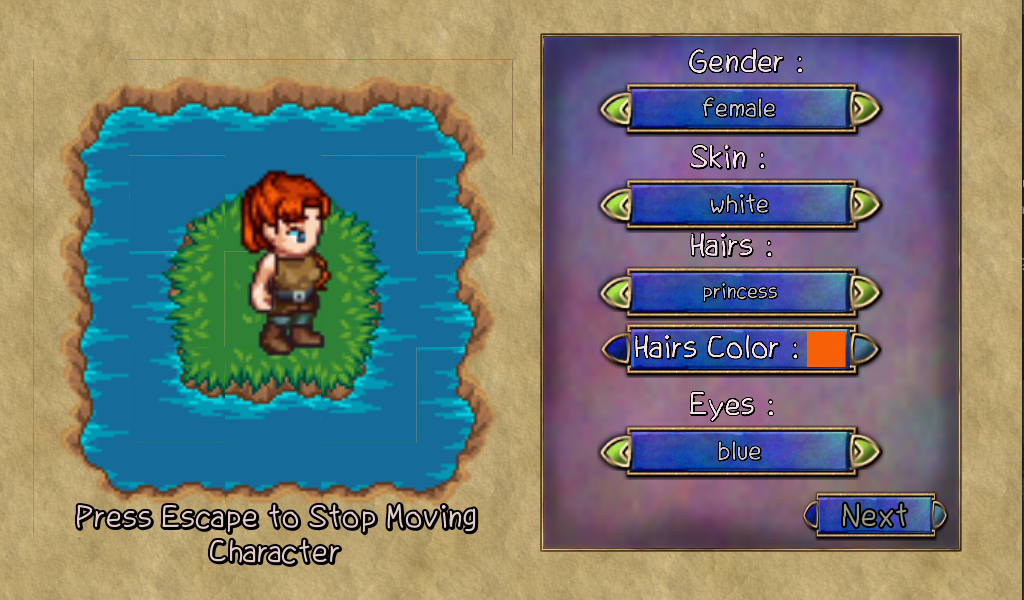 Gender :
female
Skin :
white
Hairs :
princess
Hairs Color :
Eyes :
blue
Next
Press Escape to Stop Moving
Character